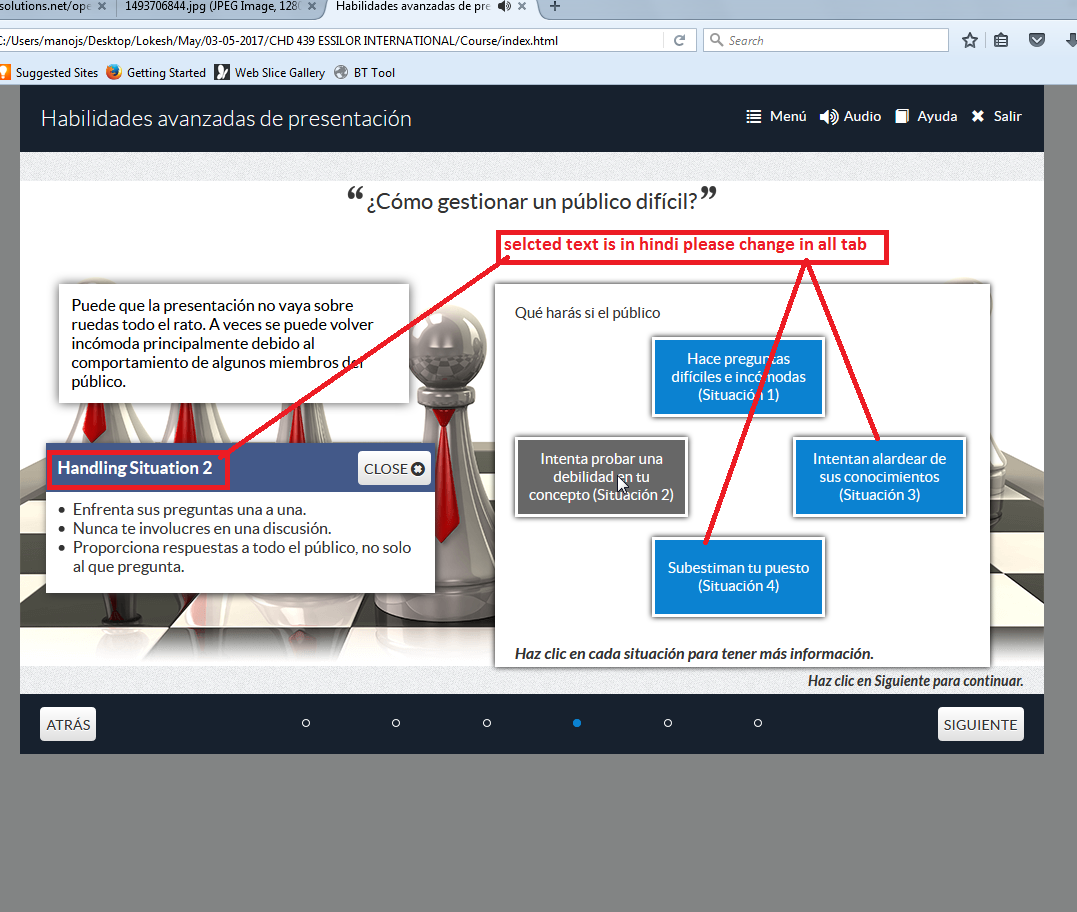 solutions.net/ope
1493706844.jpg (JPEG Image, 128
Habilidades avanzadas de pre
C:/Users/manojs/Desktop/Lokesh/May/03-05-2017/CHD 439 ESSILOR INTERNATIONAL/Course/index.html
Search
Suggested Sites
Getting Started
Web Slice Gallery
BT Tool
Habilidades avanzadas de presentación
Menú
Audio
Ayuda
Salir
“¿Cómo gestionar un público difícil?”
selcted text is in hindi please change in all tab
Puede que la presentación no vaya sobre
ruedas todo el rato. A veces se puede volver
incómoda principalmente debido al
comportamiento de algunos miembros del
público.
Handling Situation 2
CLOSE
• Enfrenta sus preguntas una a una.
• Nunca te involucres en una discusión.
• Proporciona respuestas a todo el público, no solo
al que pregunta.
Qué harás si el público
Hace preguntas
difíciles e incómodas
(Situación 1)
Intenta probar una
debilidad en tu
concepto (Situación 2)
Intentan alardear de
sus conocimientos
(Situación 3)
Subestiman tu puesto
(Situación 4)
Haz clic en cada situación para tener más información.
Haz clic en Siguiente para continuar.
ATRÁS
SIGUIENTE